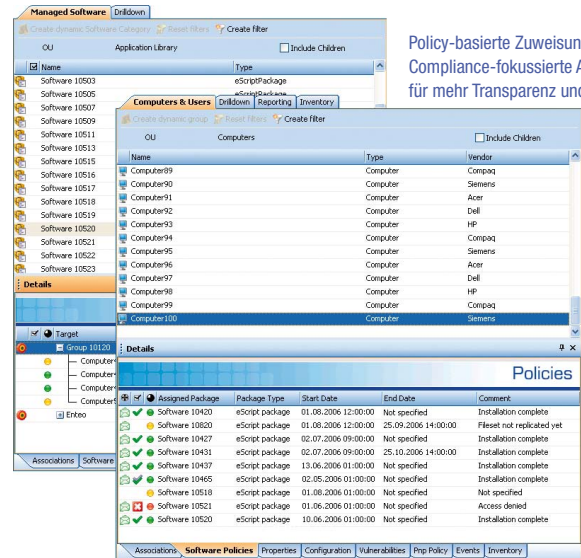 Managed Software Drilldown
Create dynamic Software Category Reset filters Create filter
OU Application Library Include Children
Name Type
Software 10503 eScriptPackage
Software 10505 eScriptPackage
Software 10507
Software 10509
Software 10511
Software 10513
Software 10515
Software 10516
Software 10517
Software 10518
Software 10519
Software 10520
Software 10521
Software 10522
Software 10523
Details
Target
Group 10120
Enteo
Associations Software
Policy-basierte
Compliance-fokussierte
für mehr Transparenz
Computers & Users Drilldown Reporting Inventory
Create dynamic group Reset filters Create filter
OU Computers Include Children
Name Type Vendor
Computer89 Computer Compaq
Computer90 Computer Siemens
Computer91 Computer Acer
Computer92 Computer Dell
Computer93 Computer HP
Computer94 Computer Compaq
Computer95 Computer Siemens
Computer96 Computer Acer
Computer97 Computer Dell
Computer98 Computer HP
Computer99 Computer Compaq
Computer100 Computer Siemens
Details
Policies
Assigned Package Package Type Start Date End Date Comment
Software 10420 eScript package 01.08.2006 12:00:00 Not specified Installation complete
Software 10820 eScript package 01.08.2006 12:00:00 25.09.2006 14:00:00 Fileset not replicated yet
Software 10427 eScript package 02.07.2006 09:00:00 Not specified Installation complete
Software 10431 eScript package 02.07.2006 09:00:00 25.10.2006 14:00:00 Installation complete
Software 10437 eScript package 13.06.2006 01:00:00 Not specified Installation complete
Software 10465 eScript package 02.05.2006 01:00:00 Not specified Installation complete
Software 10518 eScript package 01.08.2006 01:00:00 Not specified Not specified
Software 10521 eScript package 01.06.2006 01:00:00 Not specified Access denied
Software 10520 eScript package 10.06.2006 01:00:00 Not specified Installation complete
Associations Software Policies Properties Configuration Vulnerabilities Pnp Policy Events Inventory